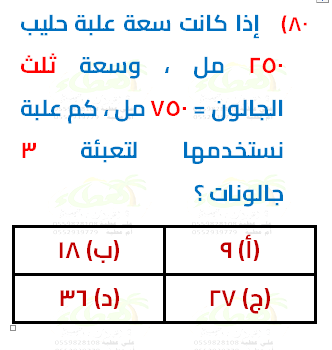 ٨٠) إذا كانت سعة علبة حليب
٢٥٠ مل ، وسعة ثلث
الجالون = ٧٥٠ مل ، كم علبة
نستخدمها لتعبئة ٣
جالونات ؟
(أ) ٩ (ب) ١٨
(ج) ٢٧ (د) ٣٦